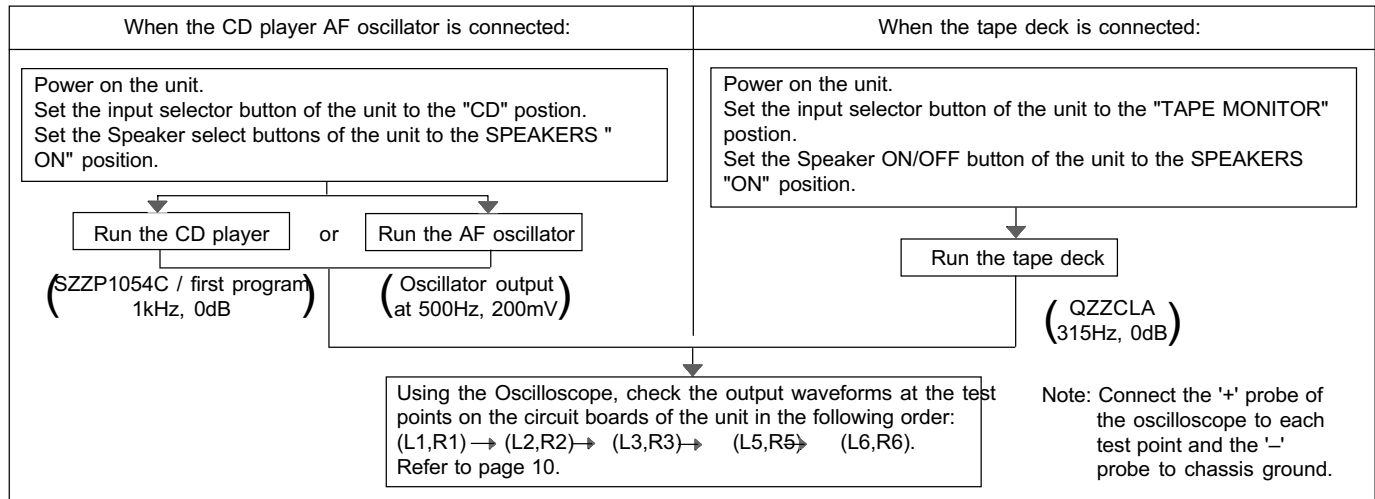 When the CD player AF oscillator is connected:
When the tape deck is connected:
Power on the unit.
Set the input selector button of the unit to the "CD" postion.
Set the Speaker select buttons of the unit to the SPEAKERS "
ON" position.
Power on the unit.
Set the input selector button of the unit to the "TAPE MONITOR"
postion.
Set the Speaker ON/OFF button of the unit to the SPEAKERS
"ON" position.
Run the CD player
or
Run the AF oscillator
Run the tape deck
(SZZP1054C / first program
1kHz, 0dB)
(Oscillator output
at 500Hz, 200mV)
(QZZCLA
315Hz, 0dB)
Using the Oscilloscope, check the output waveforms at the test
points on the circuit boards of the unit in the following order:
(L1,R1) → (L2,R2) → (L3,R3) → (L5,R5) → (L6,R6).
Refer to page 10.
Note: Connect the '+' probe of
the oscilloscope to each
test point and the '–'
probe to chassis ground.